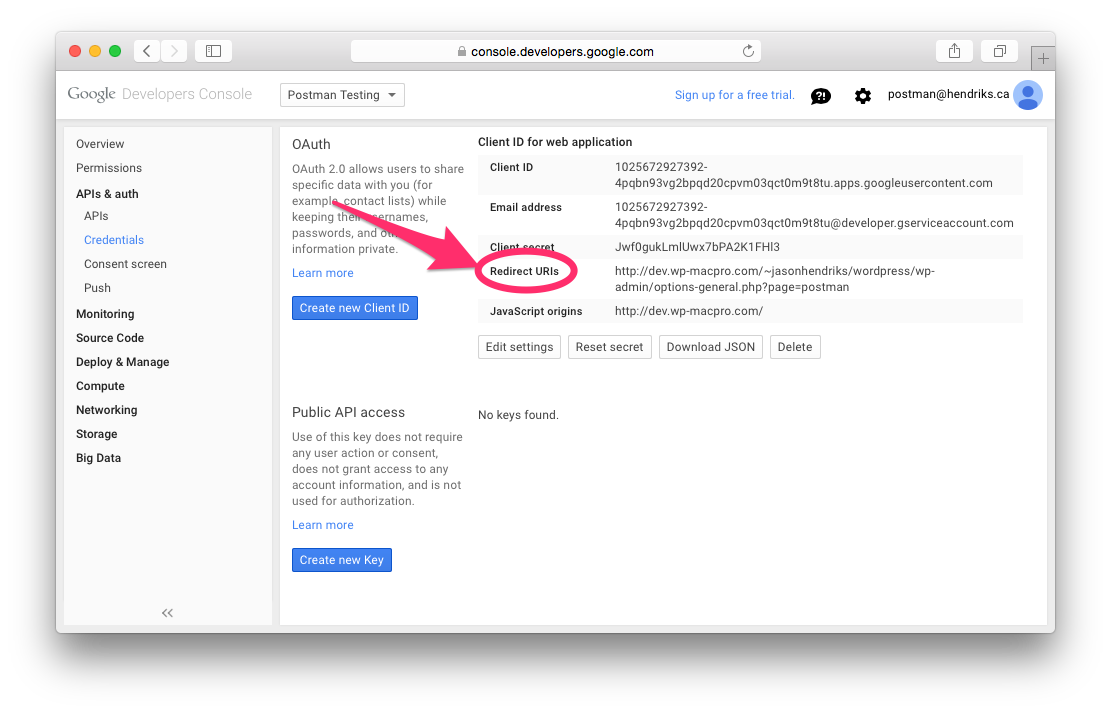 console.developers.google.com
Google Developers Console
Postman Testing
Sign up for a free trial.
?!
postman@hendriks.ca
Overview
Permissions
APIs & auth
APIs
Credentials
Consent screen
Push
Monitoring
Source Code
Deploy & Manage
Compute
Networking
Storage
Big Data
OAuth
OAuth 2.0 allows users to share
specific data with you (for
example, contact lists) while
keeping their usernames,
passwords, and
information private.
Learn more
Create new Client ID
Client ID for web application
Client ID
1025672927392-
4pqbn93vg2bpqd20cpvm03qct0m9t8tu.apps.googleusercontent.com
Email address
1025672927392-
4pqbn93vg2bpqd20cpvm03qct0m9t8tu@developer.gserviceaccount.com
Client secret
Jwf0gukLmlUwx7bPA2K1FHI3
Redirect URIs
http://dev.wp-macpro.com/~jasonhendriks/wordpress/wp-
admin/options-general.php?page=postman
JavaScript origins
http://dev.wp-macpro.com/
Edit settings
Reset secret
Download JSON
Delete
Public API access
Use of this key does not require
any user action or consent,
does not grant access to any
account information, and is not
used for authorization.
Learn more
Create new Key
No keys found.